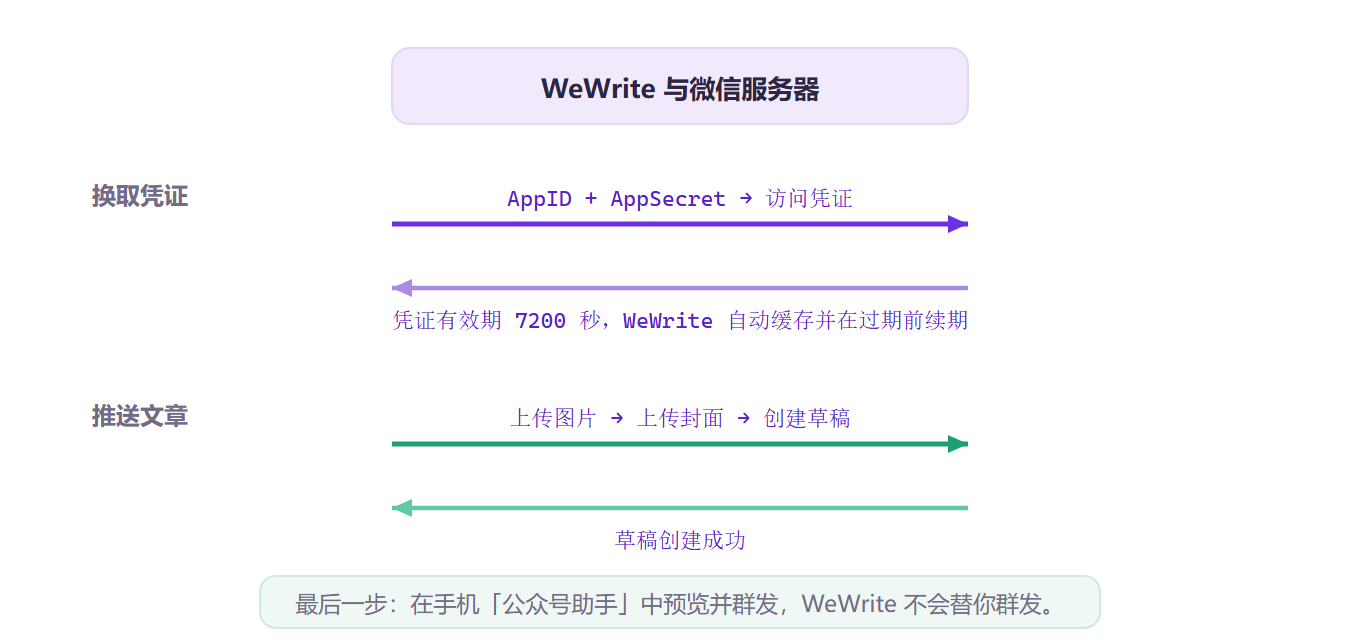 WeWrite 与微信服务器
换取凭证
AppID + AppSecret → 访问凭证
凭证有效期 7200 秒，WeWrite 自动缓存并在过期前续期
推送文章
上传图片 → 上传封面 → 创建草稿
草稿创建成功
最后一步：在手机「公众号助手」中预览并群发，WeWrite 不会替你群发。